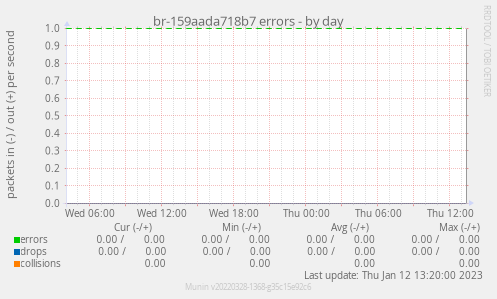 br-159aada718b7 errors - by day
RRDTOOL / TOBI OETIKER
packets in (-) / out (+) per second
1.0
0.9
0.8
0.7
0.6
0.5
0.4
0.3
0.2
0.1
0.0
Wed 06:00 Wed 12:00 Wed 18:00 Thu 00:00 Thu 06:00 Thu 12:00
Cur (-/+) Min (-/+) Avg (-/+) Max (-/+)
errors 0.00 / 0.00 0.00 / 0.00 0.00 / 0.00 0.00 / 0.00
drops 0.00 / 0.00 0.00 / 0.00 0.00 / 0.00 0.00 / 0.00
collisions 0.00 0.00 0.00 0.00
Last update: Thu Jan 12 13:20:00 2023
Munin v20220328-1368-g35c15e92c6